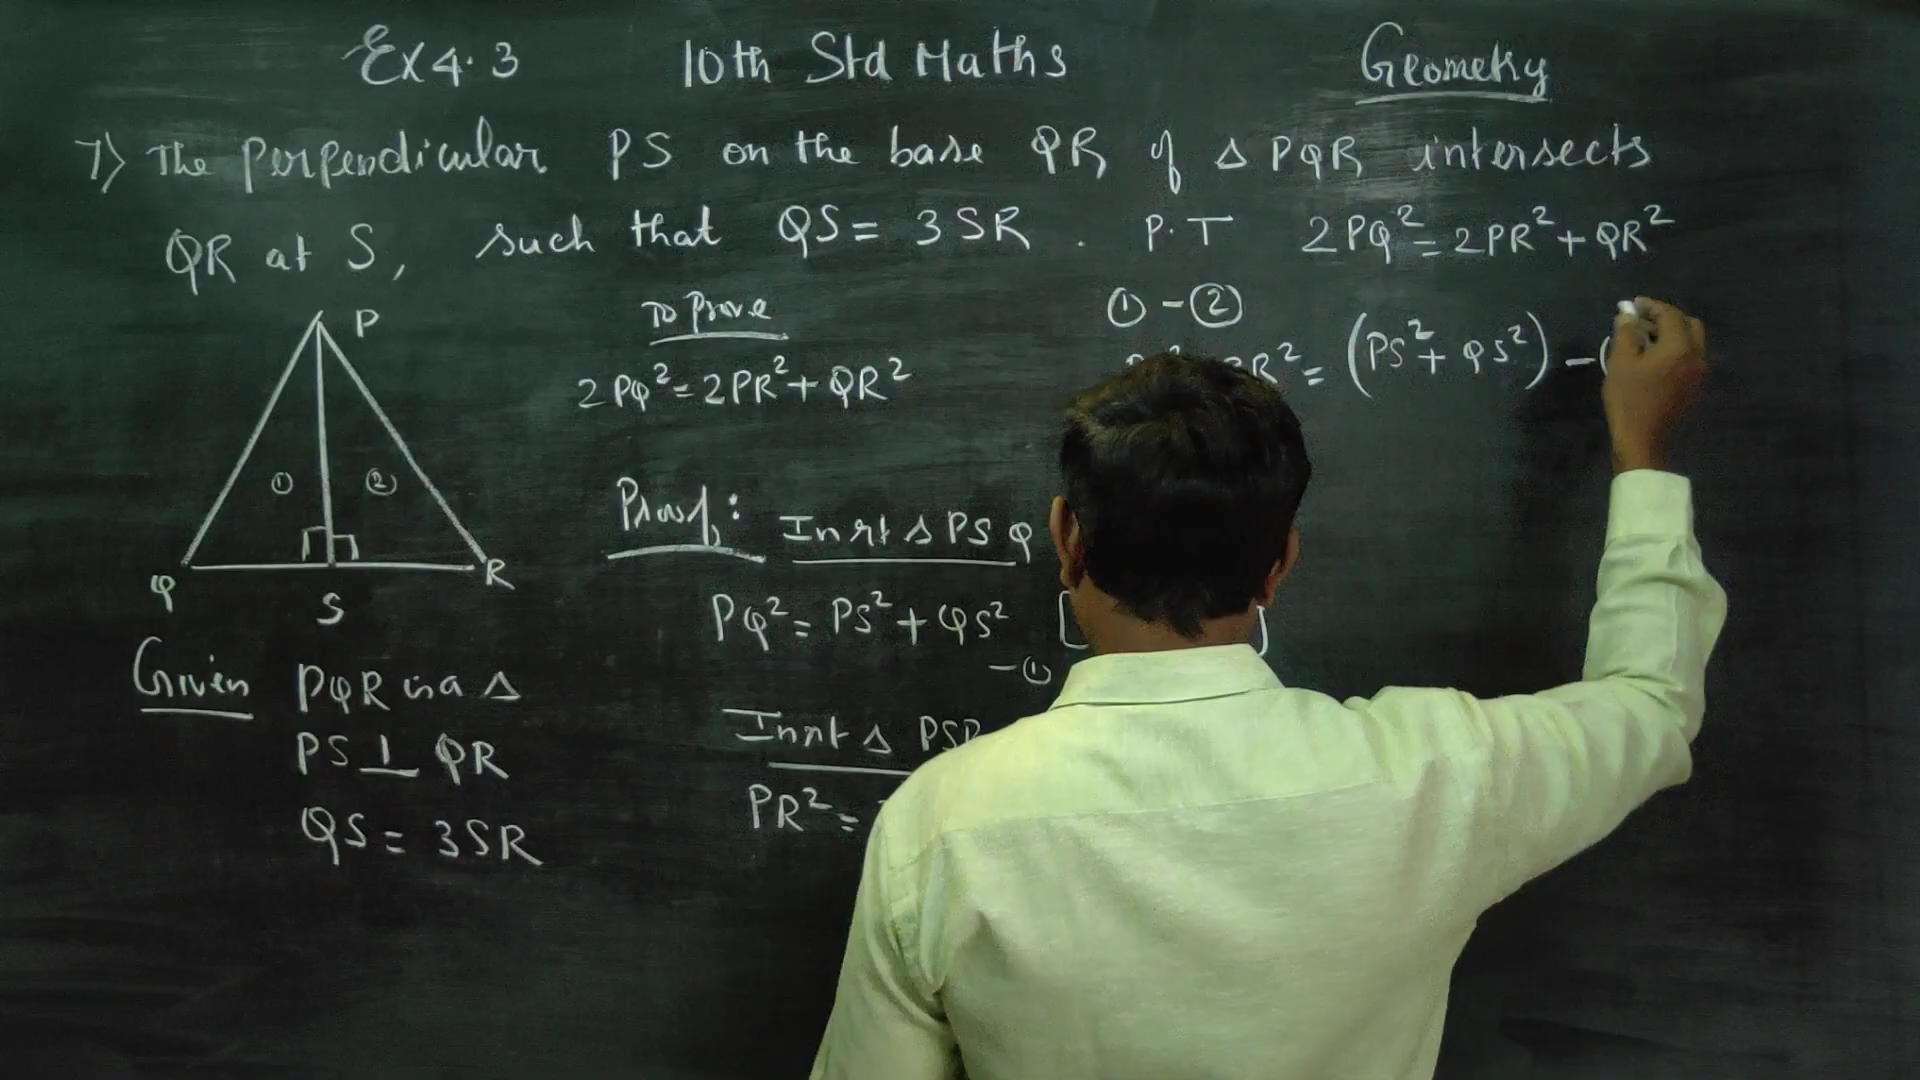 Ex 4.3 10th Std Maths Geometry
7) The Perpendicular PS on the base QR of Δ PQR intersects
QR at S, such that QS = 3 SR . P.T 2PQ² = 2PR² + QR²
To Prove
2PQ² = 2PR² + QR²
P
① ②
Q S R
Given PQR is a Δ
PS ⊥ QR
QS = 3SR
Proof: In rt Δ PSQ
PQ² = PS² + QS² [ ]
– ①
In rt Δ
PR² =
① – ②
R² = (PS² + QS²) – (